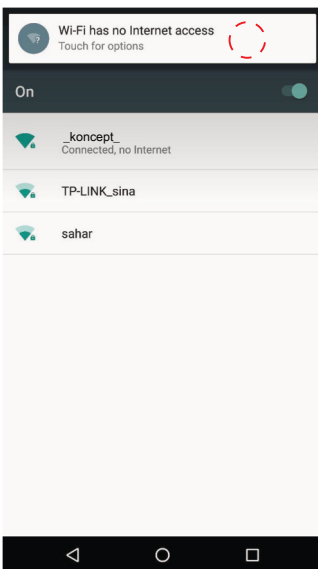 Wi-Fi has no Internet access
Touch for options
On
_koncept_
Connected, no Internet
TP-LINK_sina
sahar